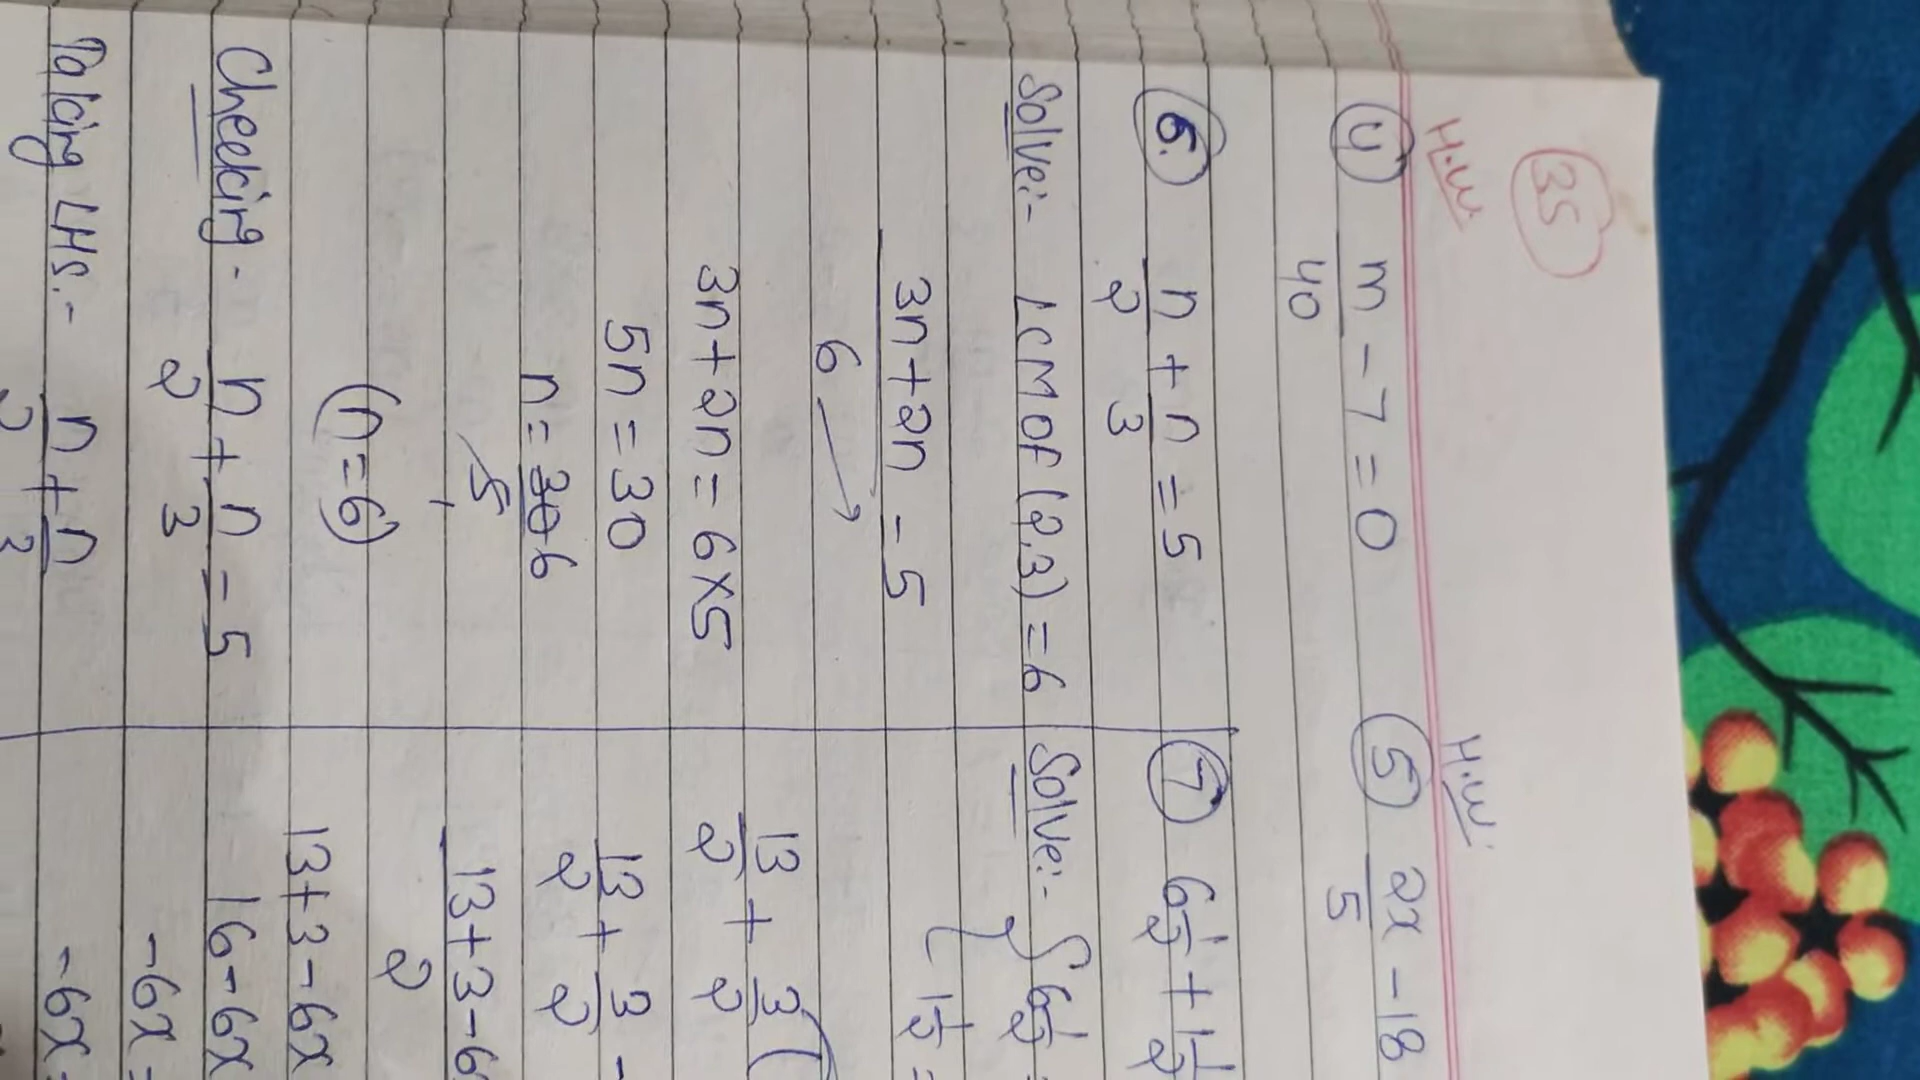 35
H.W.
H.W.
④ m/40 - 7 = 0
⑤ 2x/5 - 18
⑥ n/2 + n/3 = 5
Solve:- LCM of (2,3) = 6
3n+2n/6 = 5
3n+2n = 6×5
5n = 30
n = 30/5 6
1
(n=6)
Checking -
n/2 + n/3 = 5
Taking LHS:- n/2 + n/3
⑦ 6 1/2 + 1 1/2
Solve:- { 6 1/2 =
{ 1 1/2 =
13/2 + 3/2 (
13/2 + 3/2 -
13+3-6/2
13+3-6x
16-6x
-6x =
-6x =